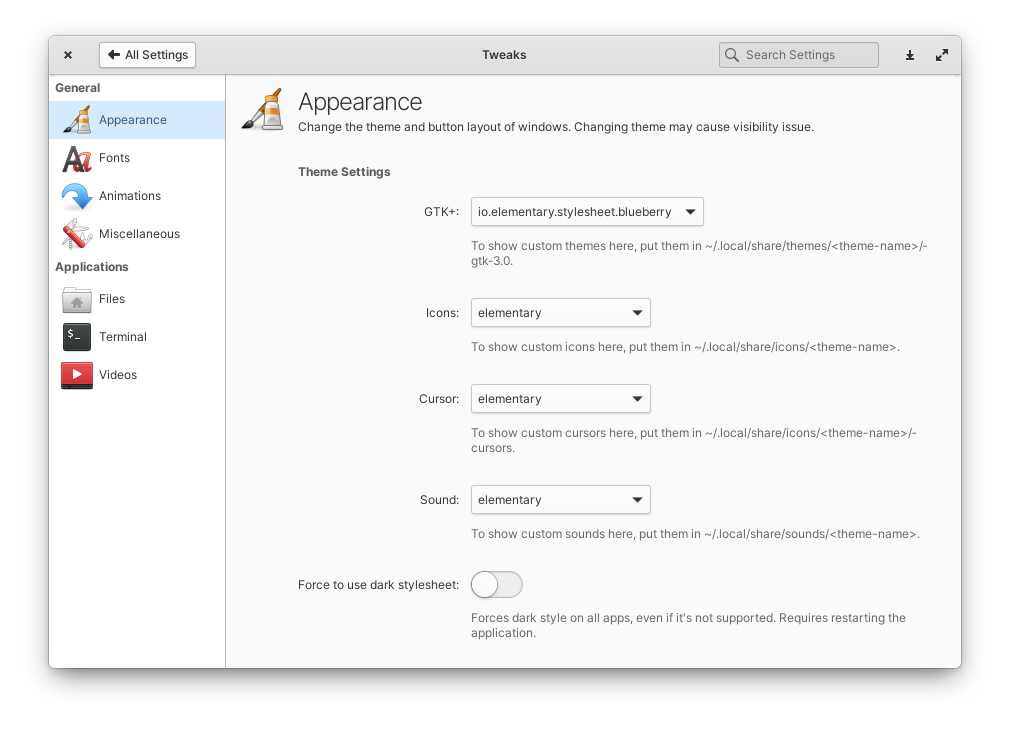 All Settings
Tweaks
Search Settings
General
Appearance
Fonts
Animations
Miscellaneous
Applications
Files
$_
Terminal
Videos
Appearance
Change the theme and button layout of windows. Changing theme may cause visibility issue.
Theme Settings
GTK+: io.elementary.stylesheet.blueberry
To show custom themes here, put them in ~/.local/share/themes/<theme-name>/-
gtk-3.0.
Icons: elementary
To show custom icons here, put them in ~/.local/share/icons/<theme-name>.
Cursor: elementary
To show custom cursors here, put them in ~/.local/share/icons/<theme-name>/-
cursors.
Sound: elementary
To show custom sounds here, put them in ~/.local/share/sounds/<theme-name>.
Force to use dark stylesheet:
Forces dark style on all apps, even if it's not supported. Requires restarting the
application.